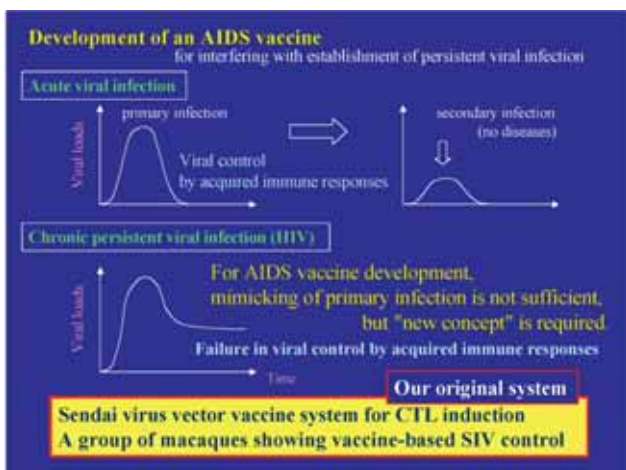 Development of an AIDS vaccine
for interfering with establishment of persistent viral infection
Acute viral infection
primary infection
secondary infection
(no diseases)
Viral loads
Viral control
by acquired immune responses
Chronic persistent viral infection (HIV)
Viral loads
For AIDS vaccine development,
mimicking of primary infection is not sufficient,
but "new concept" is required
Failure in viral control by acquired immune responses
Time
Our original system
Sendai virus vector vaccine system for CTL induction
A group of macaques showing vaccine-based SIV control